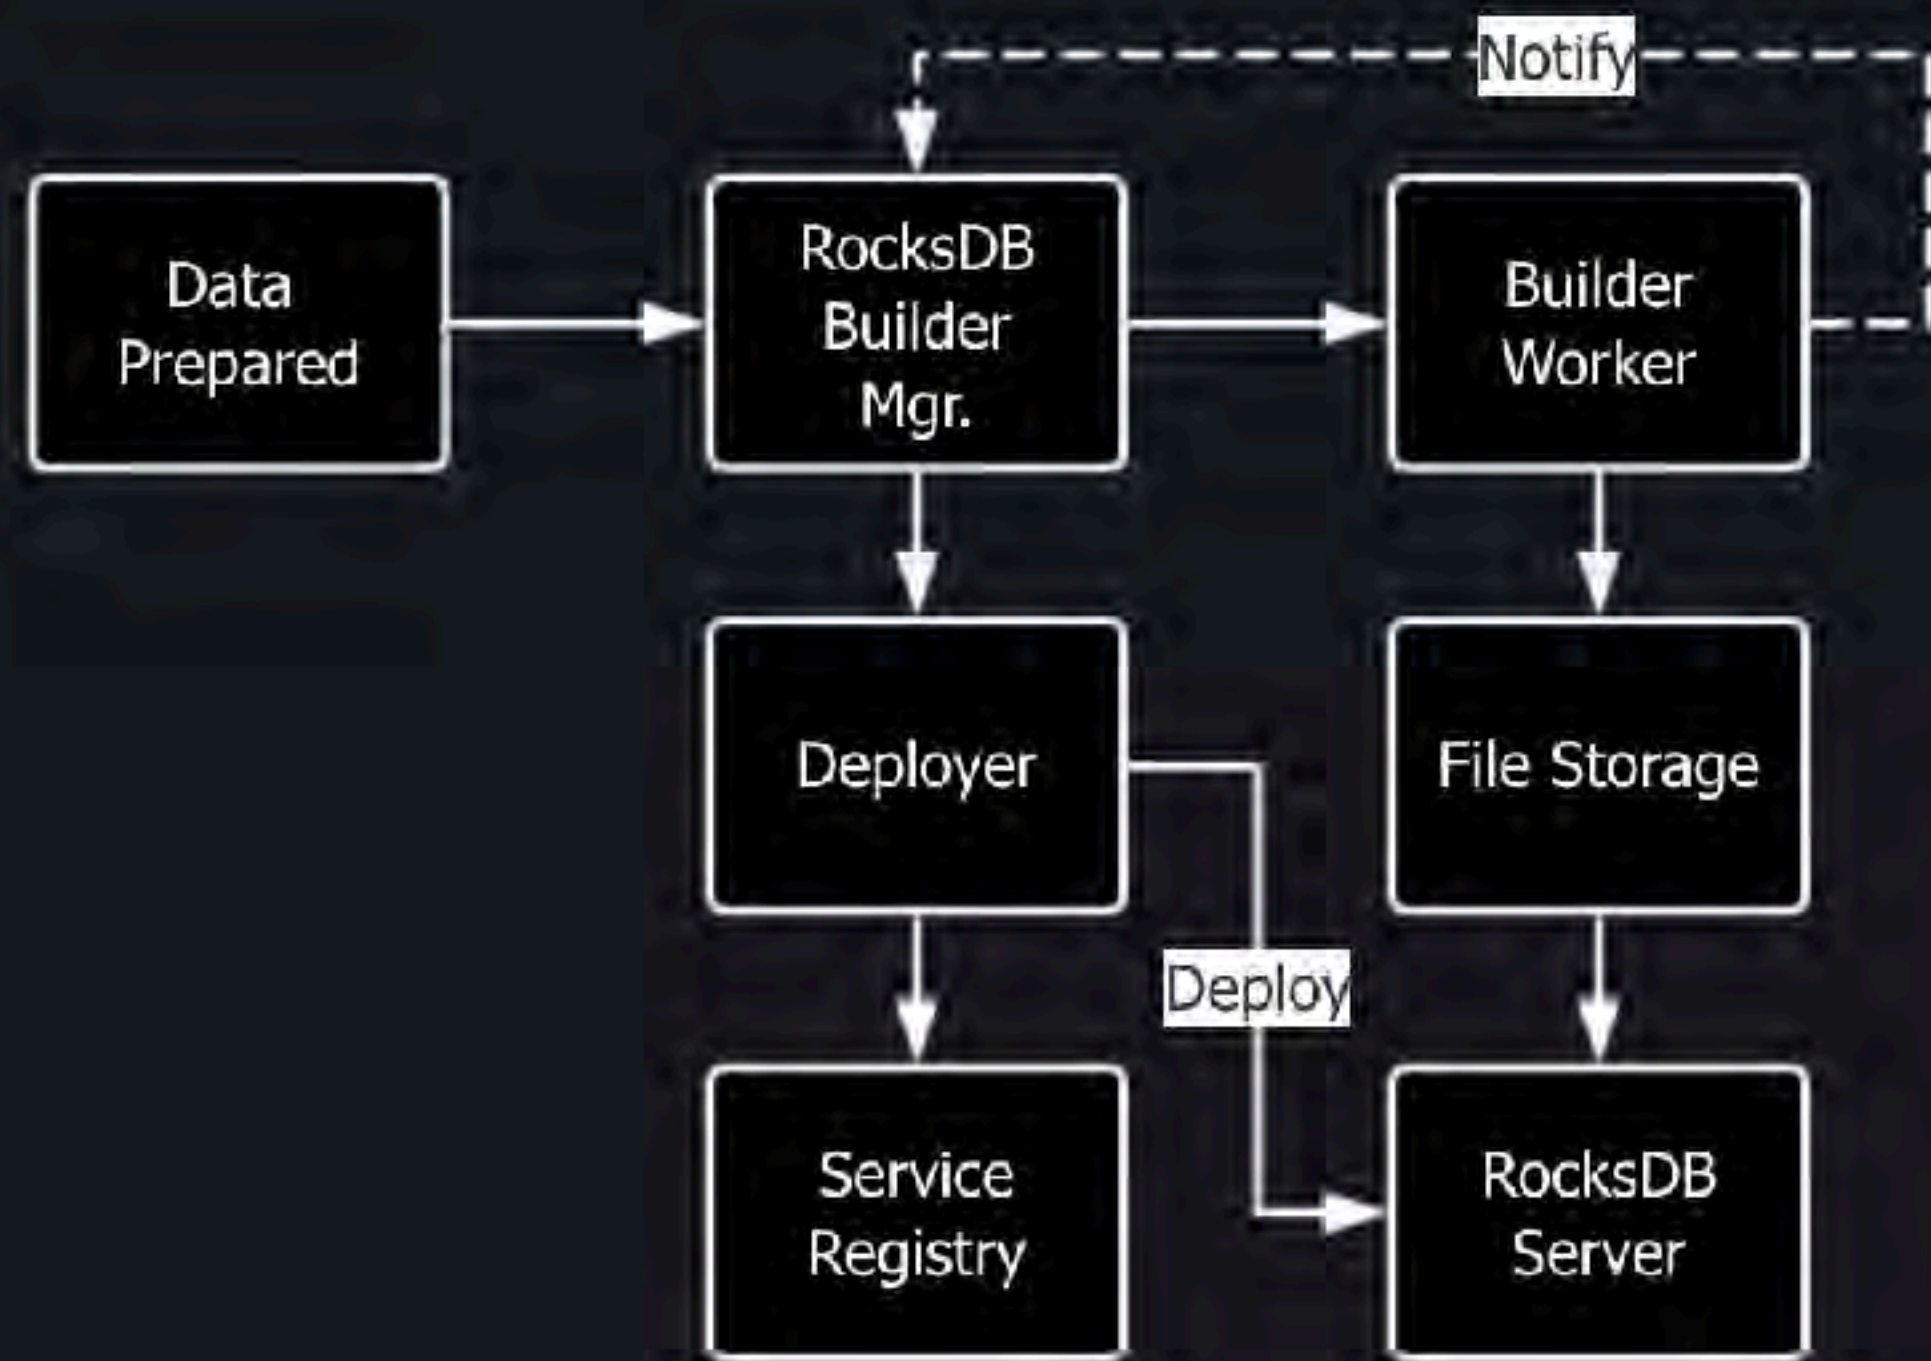 Notify
Data
Prepared
RocksDB
Builder
Mgr.
Builder
Worker
Deployer
File Storage
Deploy
Service
Registry
RocksDB
Server